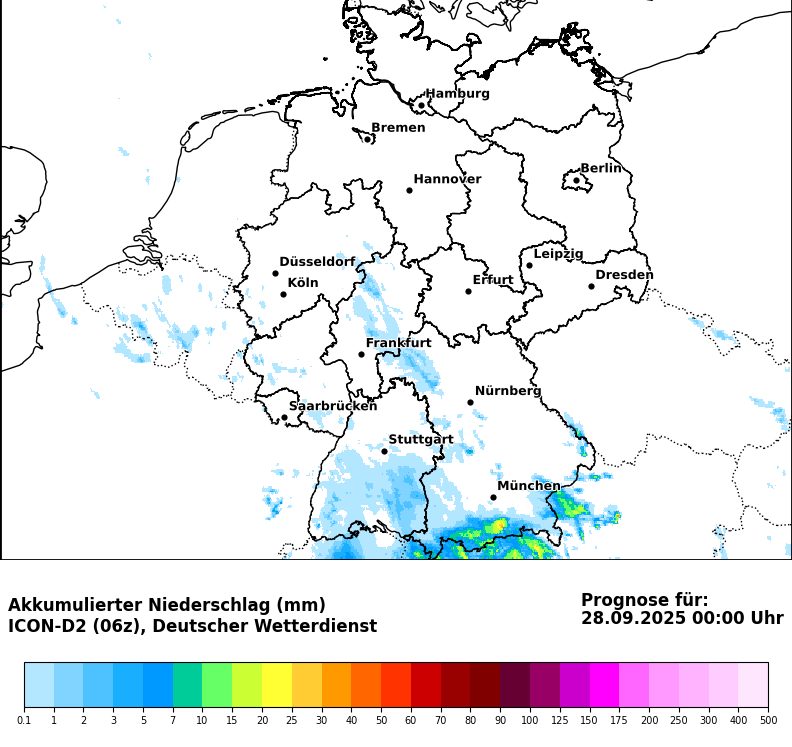 Hamburg
Bremen
Berlin
Hannover
Leipzig
Düsseldorf
Dresden
Köln
Erfurt
Frankfurt
Nürnberg
Saarbrücken
Stuttgart
München
Akkumulierter Niederschlag (mm)
ICON-D2 (06z), Deutscher Wetterdienst
Prognose für:
28.09.2025 00:00 Uhr
0.1 1 2 3 5 7 10 15 20 25 30 40 50 60 70 80 90 100 125 150 175 200 250 300 400 500